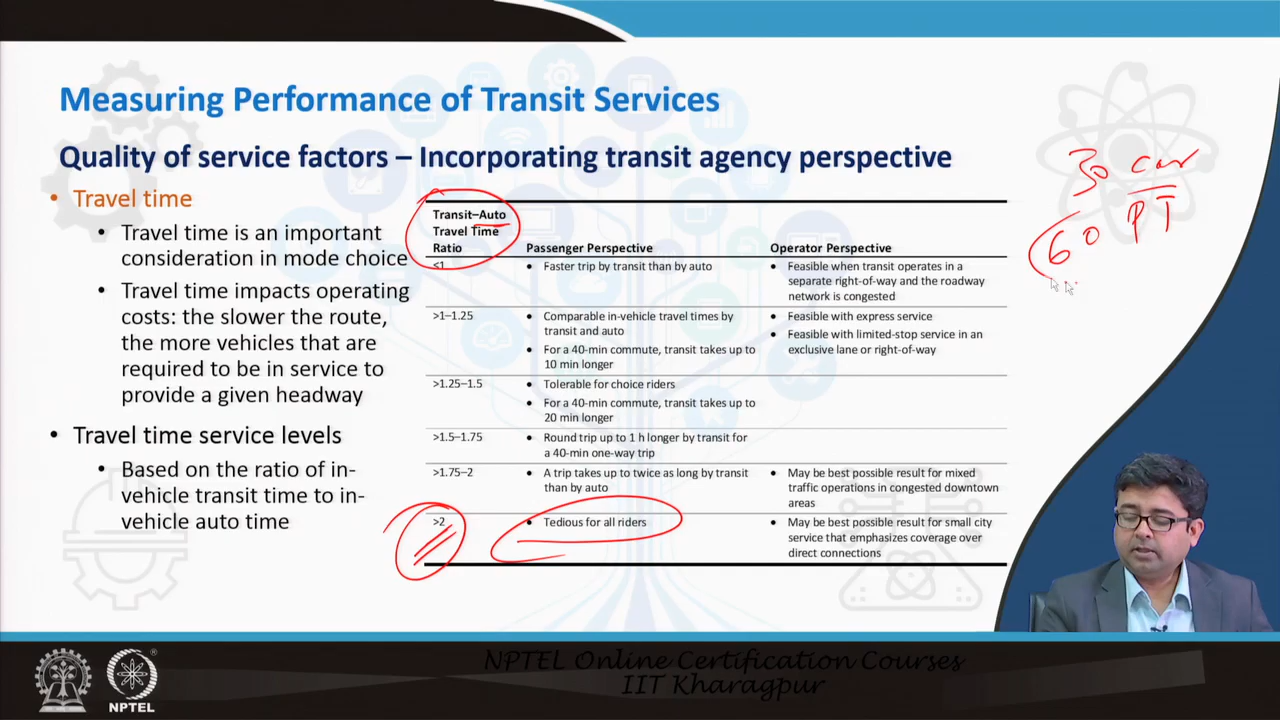 Measuring Performance of Transit Services
Quality of service factors – Incorporating transit agency perspective
• Travel time
• Travel time is an important
consideration in mode choice
• Travel time impacts operating
costs: the slower the route,
the more vehicles that are
required to be in service to
provide a given headway
• Travel time service levels
• Based on the ratio of in-
vehicle transit time to in-
vehicle auto time
Transit–Auto
Travel Time
Ratio
Passenger Perspective
Operator Perspective
≤1
• Faster trip by transit than by auto
• Feasible when transit operates in a
separate right-of-way and the roadway
network is congested
>1–1.25
• Comparable in-vehicle travel times by
transit and auto
• For a 40-min commute, transit takes up to
10 min longer
• Feasible with express service
• Feasible with limited-stop service in an
exclusive lane or right-of-way
>1.25–1.5
• Tolerable for choice riders
• For a 40-min commute, transit takes up to
20 min longer
>1.5–1.75
• Round trip up to 1 h longer by transit for
a 40-min one-way trip
>1.75–2
• A trip takes up to twice as long by transit
than by auto
• May be best possible result for mixed
traffic operations in congested downtown
areas
>2
• Tedious for all riders
• May be best possible result for small city
service that emphasizes coverage over
direct connections
30 car
60 PT
NPTEL Online Certification Courses
IIT Kharagpur
NPTEL